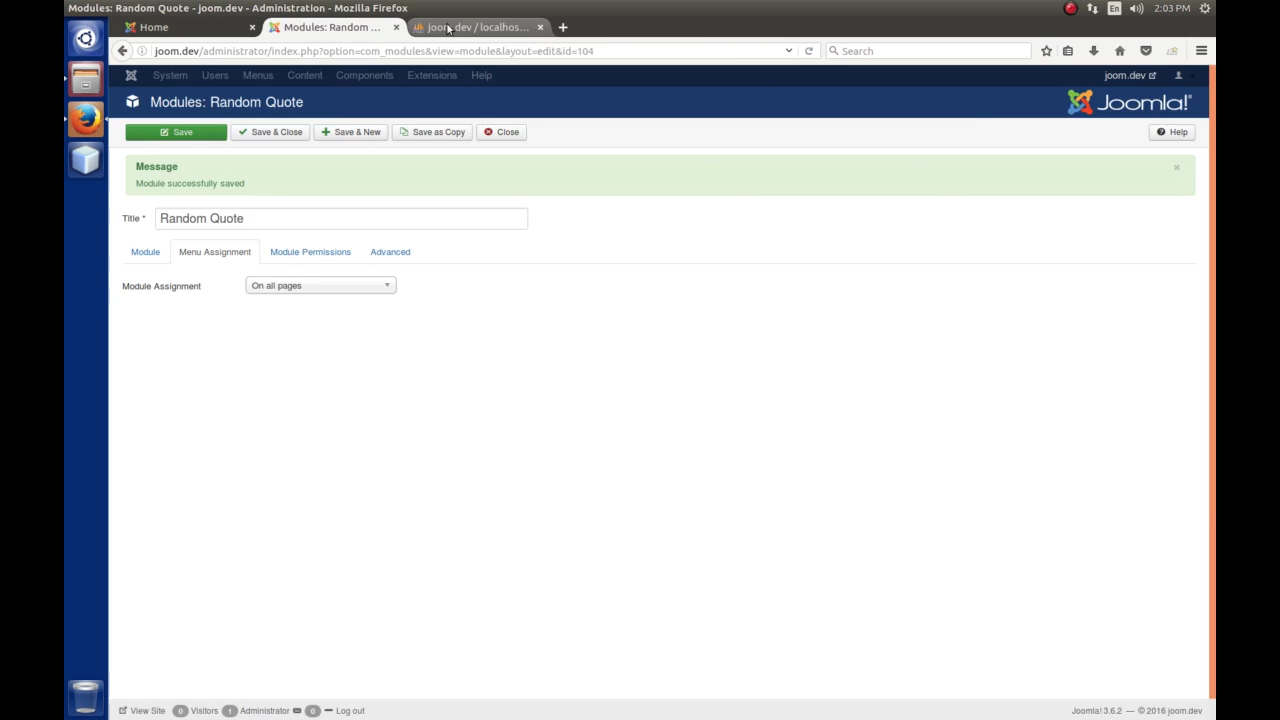 Modules: Random Quote - joom.dev - Administration - Mozilla Firefox
En 2:03 PM
Home
Modules: Random ...
joom.dev / localhos...
joom.dev/administrator/index.php?option=com_modules&view=module&layout=edit&id=104
Search
System Users Menus Content Components Extensions Help
joom.dev
Modules: Random Quote
Joomla!®
Save
Save & Close
Save & New
Save as Copy
Close
Help
Message
×
Module successfully saved
Title *
Random Quote
Module
Menu Assignment
Module Permissions
Advanced
Module Assignment
On all pages
View Site 0 Visitors 1 Administrator 0 Log out
Joomla! 3.6.2 — © 2016 joom.dev